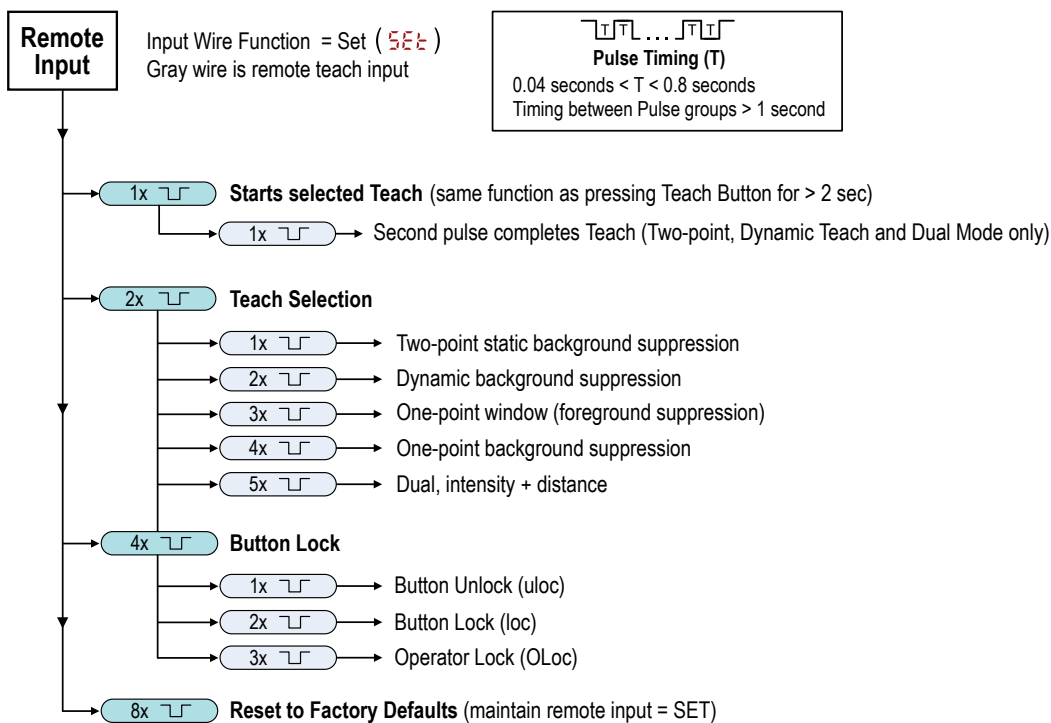 Remote
Input
Input Wire Function = Set ( SEt )
Gray wire is remote teach input
T T . . . . T T
Pulse Timing (T)
0.04 seconds < T < 0.8 seconds
Timing between Pulse groups > 1 second
1x Starts selected Teach (same function as pressing Teach Button for > 2 sec)
1x Second pulse completes Teach (Two-point, Dynamic Teach and Dual Mode only)
2x Teach Selection
1x Two-point static background suppression
2x Dynamic background suppression
3x One-point window (foreground suppression)
4x One-point background suppression
5x Dual, intensity + distance
4x Button Lock
1x Button Unlock (uloc)
2x Button Lock (loc)
3x Operator Lock (OLoc)
8x Reset to Factory Defaults (maintain remote input = SET)